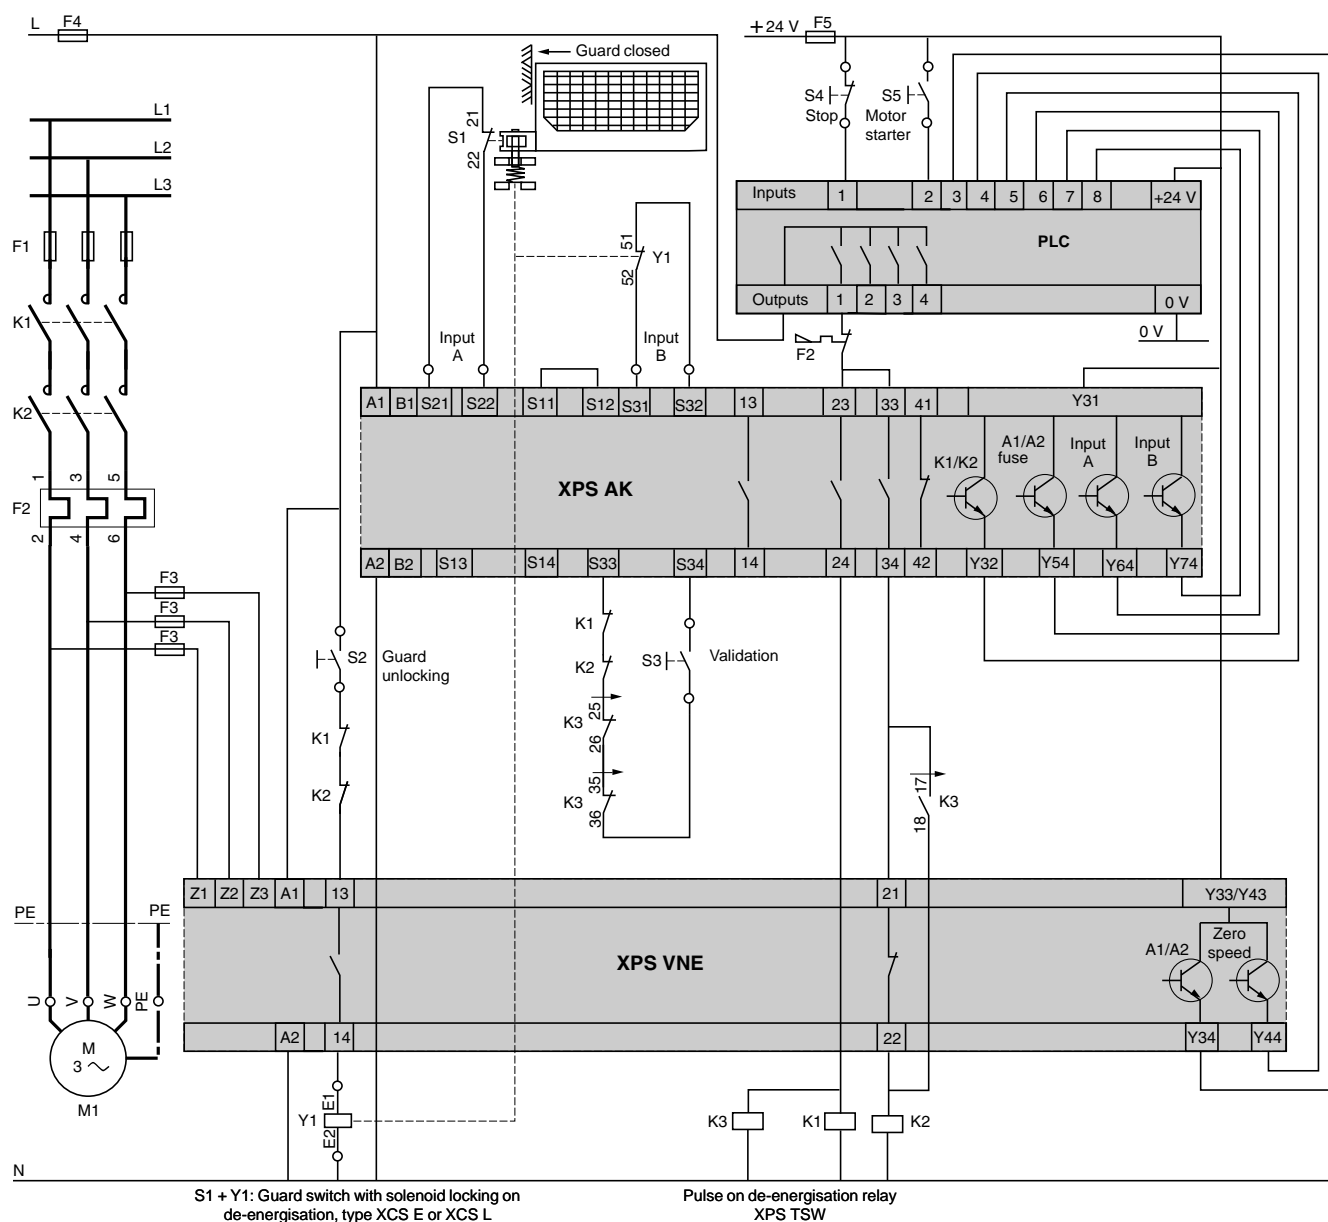 L F4
+ 24 V F5
Guard closed
S4
Stop
S5
Motor
starter
L1
L2
L3
21
S1
22
Inputs 1 2 3 4 5 6 7 8 +24 V
PLC
F1
51
Y1
52
Outputs 1 2 3 4 0 V
K1
Input
A
Input
B
0 V
F2
K2
A1 B1 S21 S22 S11 S12 S31 S32 13 23 33 41 Y31
K1/K2
A1/A2
fuse
Input
A
Input
B
1 3 5
XPS AK
F2
2 4 6
A2 B2 S13 S14 S33 S34 14 24 34 42 Y32 Y54 Y64 Y74
F3
F3
F3
K1
S2
Guard
unlocking
K2
S3
Validation
25
K3
26
K1
35
K3
36
K2
17
K3
18
Z1 Z2 Z3 A1 13 21 Y33/Y43
PE PE
Zero
speed
A1/A2
XPS VNE
U V W PE
A2 14 22 Y34 Y44
M
3
M1
E1
Y1
E2
K3
K1
K2
N
S1 + Y1: Guard switch with solenoid locking on
de-energisation, type XCS E or XCS L
Pulse on de-energisation relay
XPS TSW